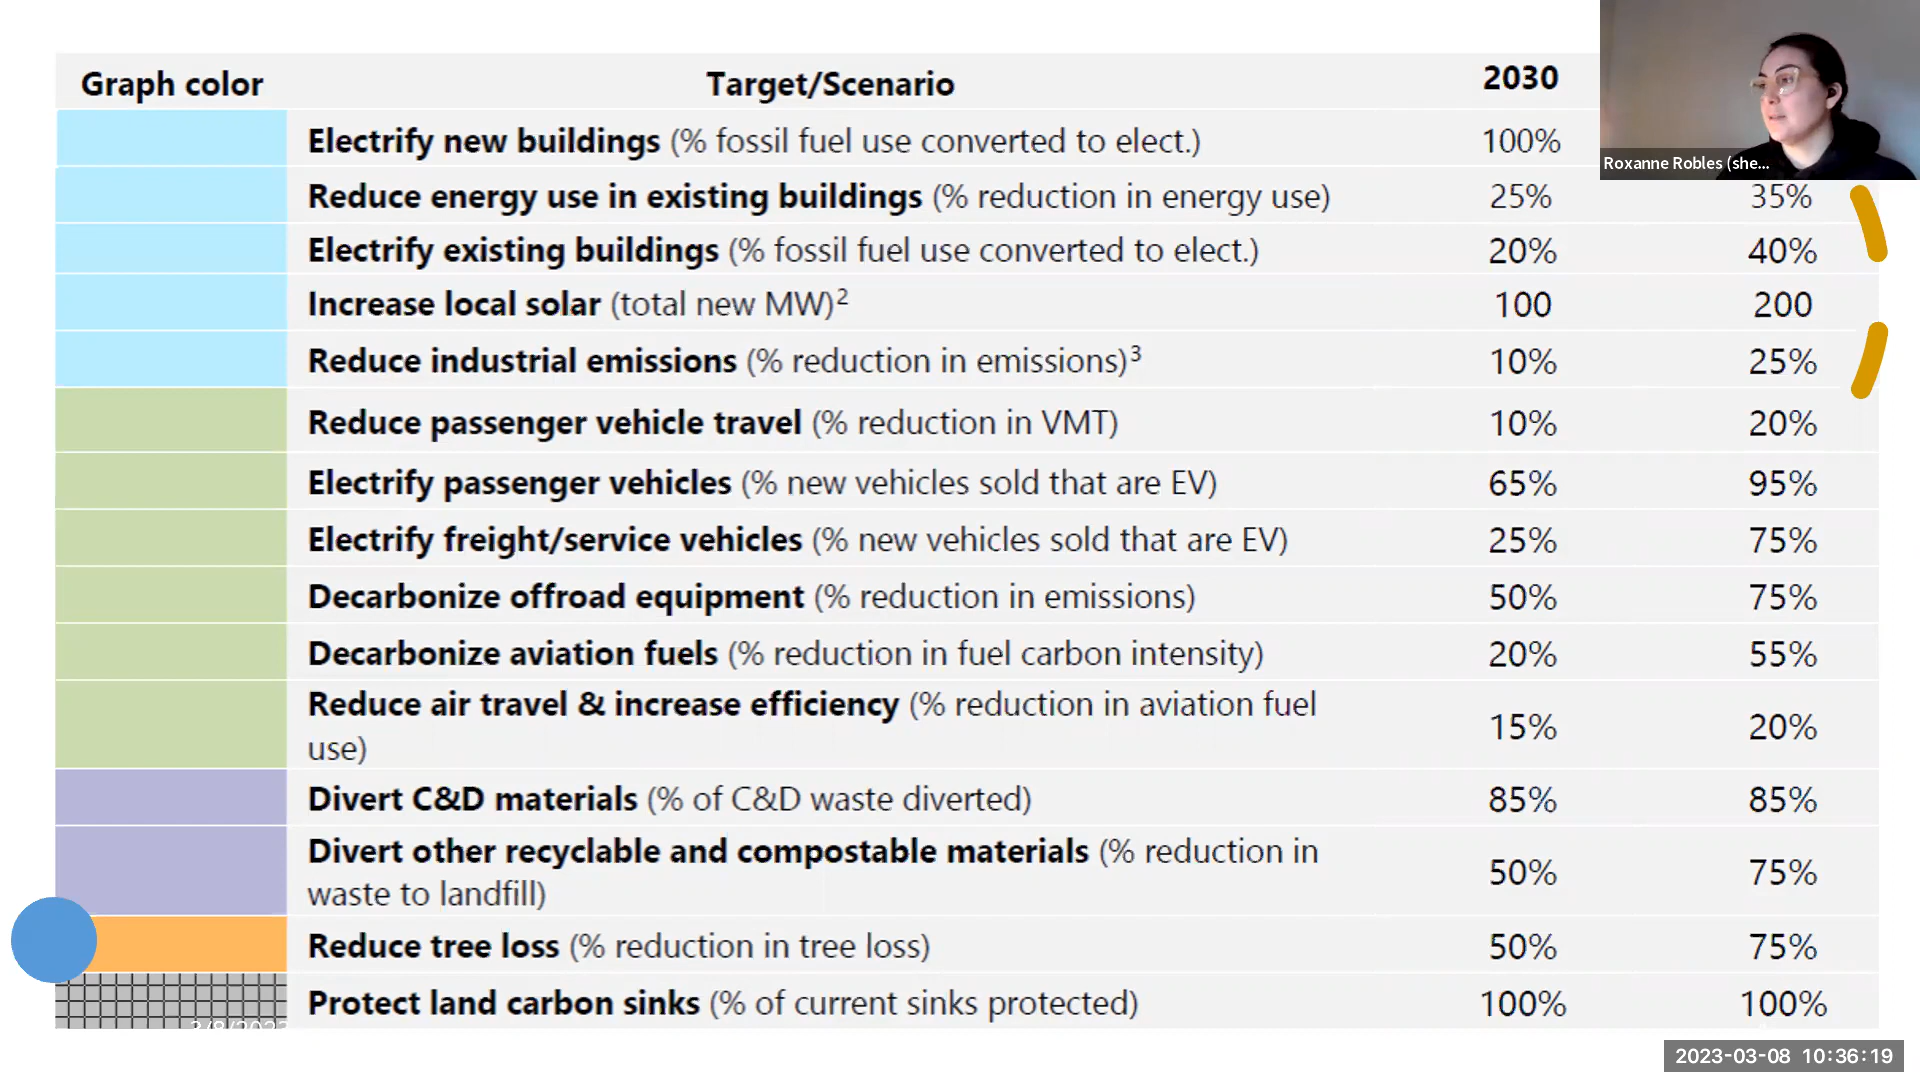 Graph color Target/Scenario 2030
Electrify new buildings (% fossil fuel use converted to elect.) 100%
Roxanne Robles (she...
Reduce energy use in existing buildings (% reduction in energy use) 25% 35%
Electrify existing buildings (% fossil fuel use converted to elect.) 20% 40%
Increase local solar (total new MW)² 100 200
Reduce industrial emissions (% reduction in emissions)³ 10% 25%
Reduce passenger vehicle travel (% reduction in VMT) 10% 20%
Electrify passenger vehicles (% new vehicles sold that are EV) 65% 95%
Electrify freight/service vehicles (% new vehicles sold that are EV) 25% 75%
Decarbonize offroad equipment (% reduction in emissions) 50% 75%
Decarbonize aviation fuels (% reduction in fuel carbon intensity) 20% 55%
Reduce air travel & increase efficiency (% reduction in aviation fuel
use) 15% 20%
Divert C&D materials (% of C&D waste diverted) 85% 85%
Divert other recyclable and compostable materials (% reduction in
waste to landfill) 50% 75%
Reduce tree loss (% reduction in tree loss) 50% 75%
Protect land carbon sinks (% of current sinks protected) 100% 100%
2023-03-08 10:36:19